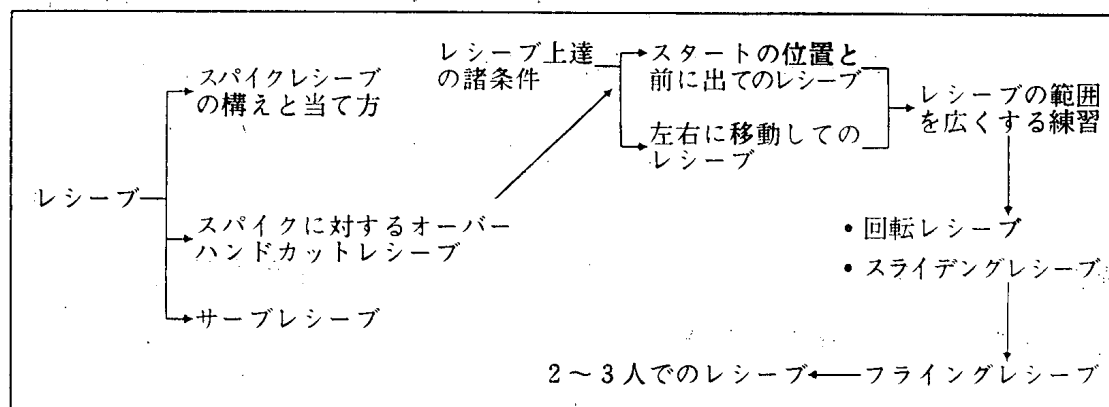 レシーブ
スパイクレシーブ
の構えと当て方
スパイクに対するオーバー
ハンドカットレシーブ
サーブレシーブ
レシーブ上達
の諸条件
スタートの位置と
前に出てのレシーブ
左右に移動しての
レシーブ
レシーブの範囲
を広くする練習
• 回転レシーブ
• スライデングレシーブ
フライングレシーブ
2〜3人でのレシーブ